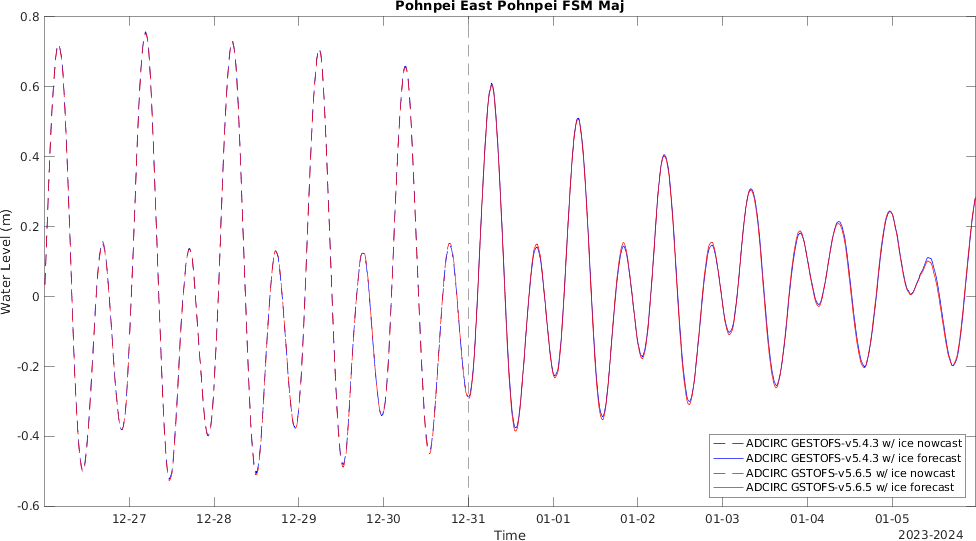 Pohnpei East Pohnpei FSM Maj
0.8
0.6
0.4
0.2
0
-0.2
-0.4
-0.6
Water Level (m)
ADCIRC GESTOFS-v5.4.3 w/ ice nowcast
ADCIRC GESTOFS-v5.4.3 w/ ice forecast
ADCIRC GSTOFS-v5.6.5 w/ ice nowcast
ADCIRC GSTOFS-v5.6.5 w/ ice forecast
12-27 12-28 12-29 12-30 12-31 01-01 01-02 01-03 01-04 01-05
Time
2023-2024